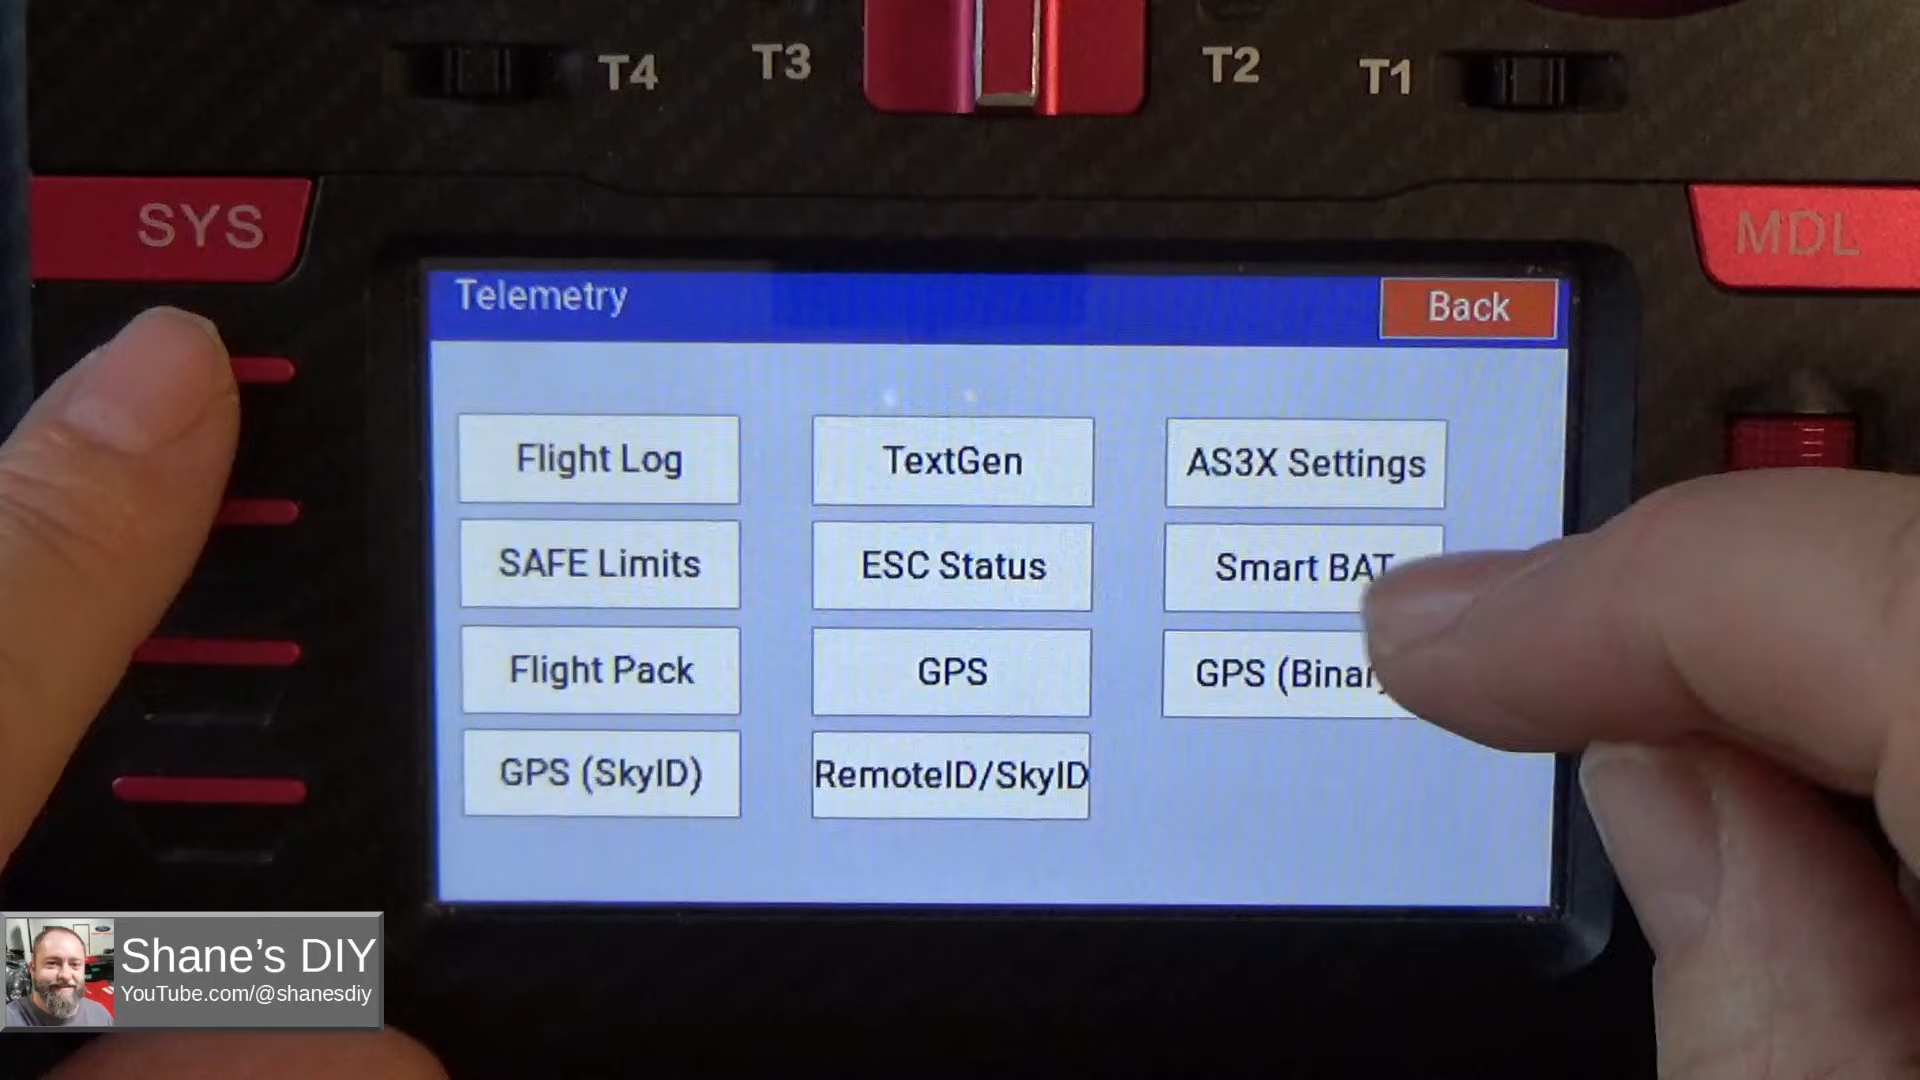 T4
T3
T2
T1
SYS
MDL
Telemetry
Back
Flight Log
TextGen
AS3X Settings
SAFE Limits
ESC Status
Smart BAT
Flight Pack
GPS
GPS (Binary
GPS (SkyID)
RemoteID/SkyID
Shane’s DIY
YouTube.com/@shanesdiy